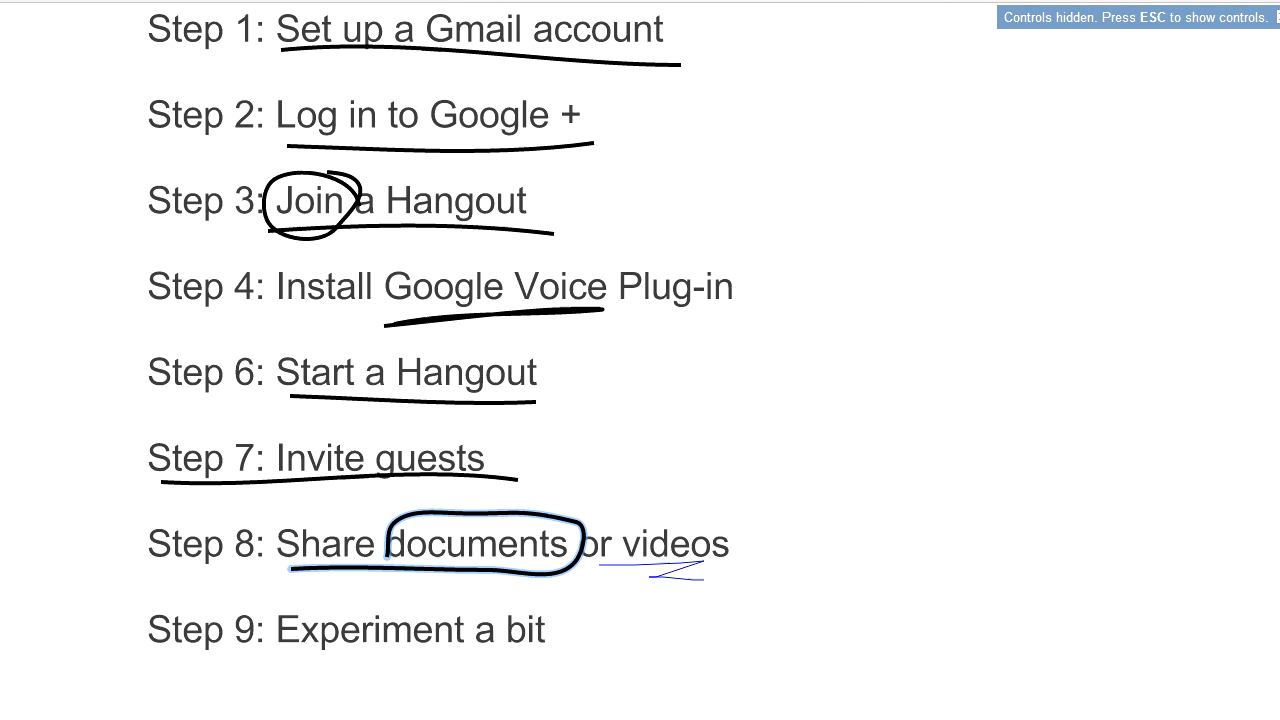 Controls hidden. Press ESC to show controls.
Step 1: Set up a Gmail account
Step 2: Log in to Google +
Step 3: Join a Hangout
Step 4: Install Google Voice Plug-in
Step 6: Start a Hangout
Step 7: Invite guests
Step 8: Share documents or videos
Step 9: Experiment a bit